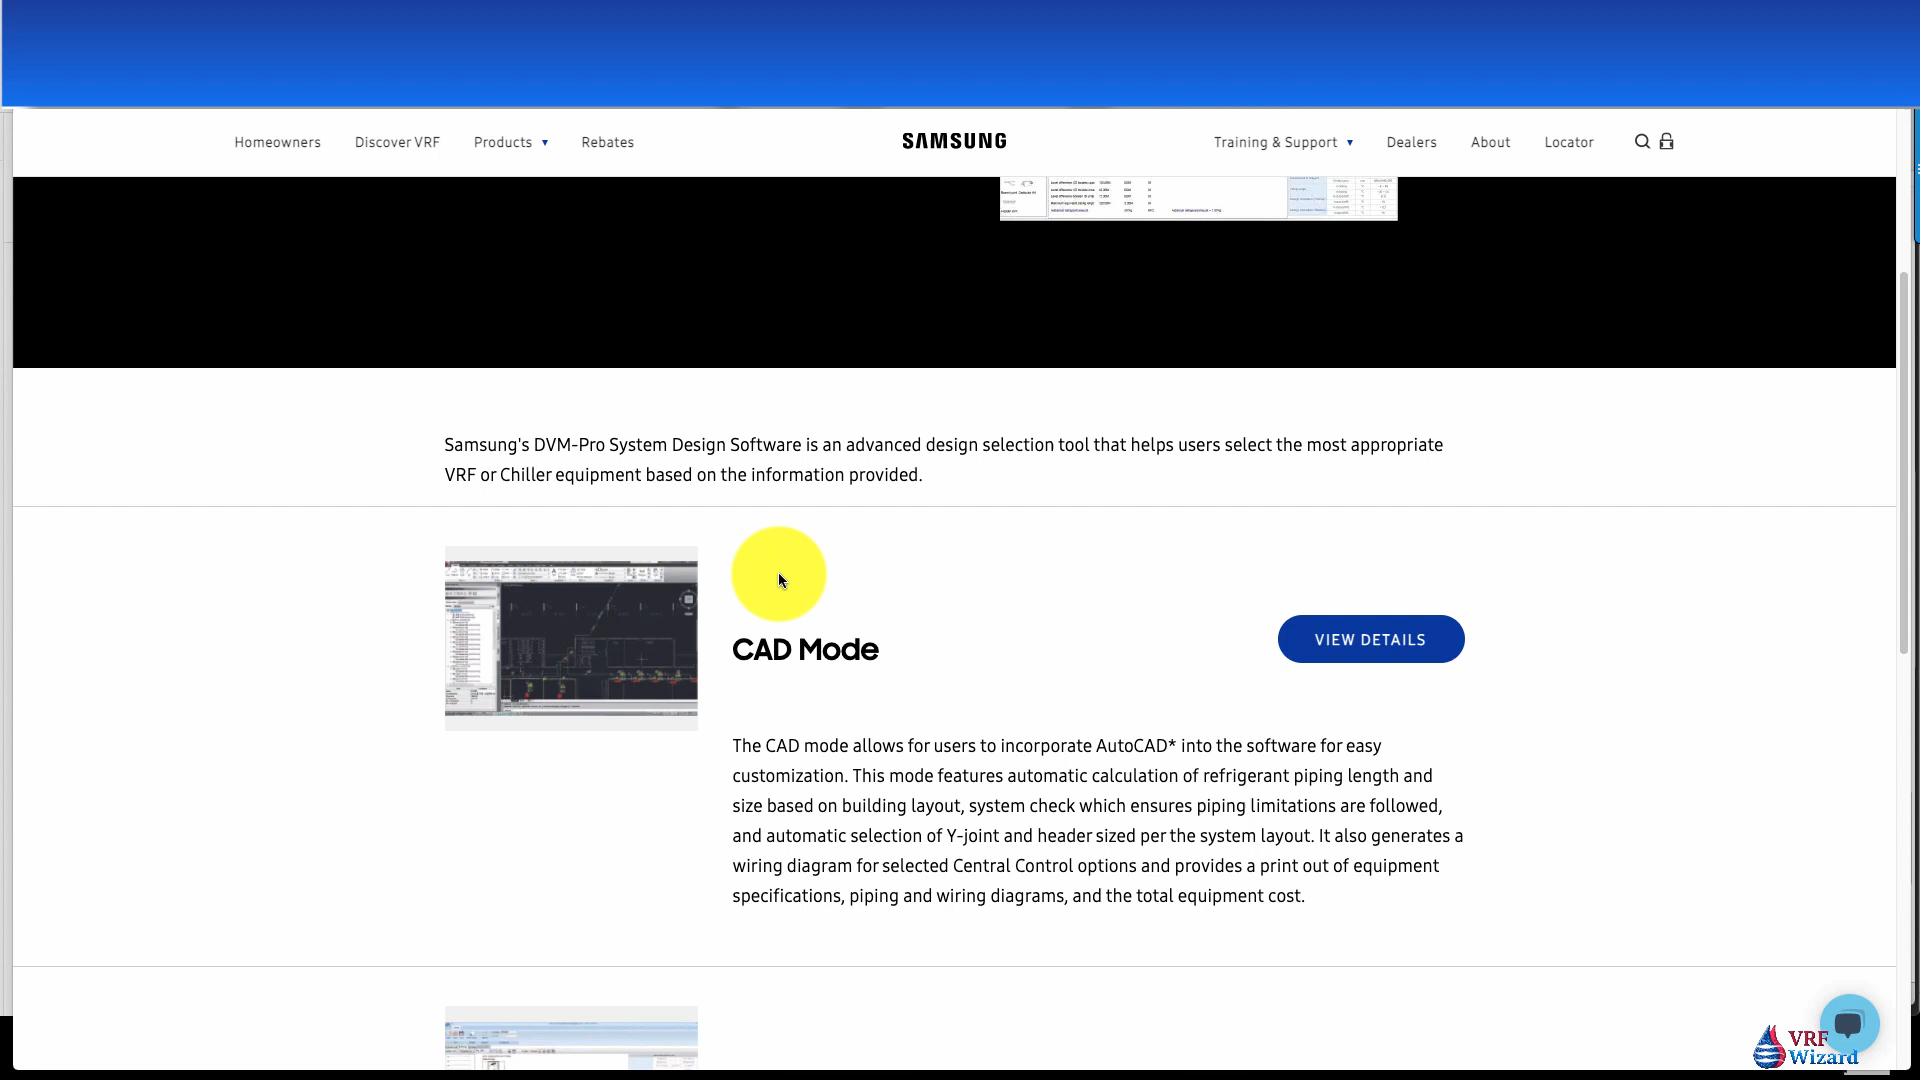 Homeowners Discover VRF Products Rebates SAMSUNG Training & Support Dealers About Locator
Samsung's DVM-Pro System Design Software is an advanced design selection tool that helps users select the most appropriate
VRF or Chiller equipment based on the information provided.
CAD Mode
VIEW DETAILS
The CAD mode allows for users to incorporate AutoCAD* into the software for easy
customization. This mode features automatic calculation of refrigerant piping length and
size based on building layout, system check which ensures piping limitations are followed,
and automatic selection of Y-joint and header sized per the system layout. It also generates a
wiring diagram for selected Central Control options and provides a print out of equipment
specifications, piping and wiring diagrams, and the total equipment cost.
VRF
Wizard